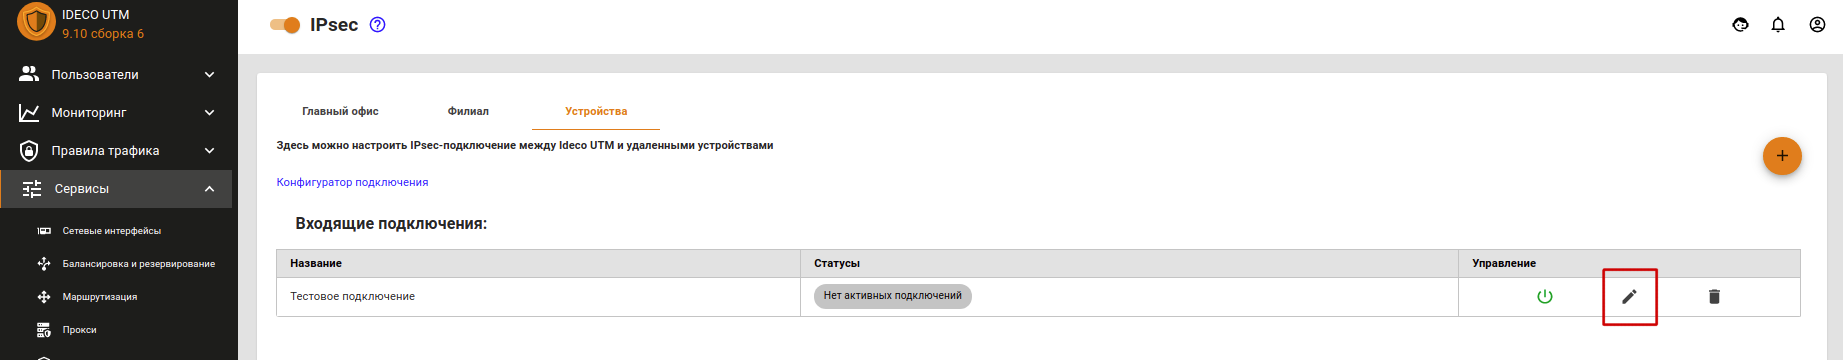 IDECO UTM
9.10 сборка 6
Пользователи
Мониторинг
Правила трафика
Сервисы
Сетевые интерфейсы
Балансировка и резервирование
Маршрутизация
Прокси
IPsec
Главный офис
Филиал
Устройства
Здесь можно настроить IPsec-подключение между Ideco UTM и удаленными устройствами
Конфигуратор подключения
Входящие подключения:
Название
Статусы
Управление
Тестовое подключение
Нет активных подключений